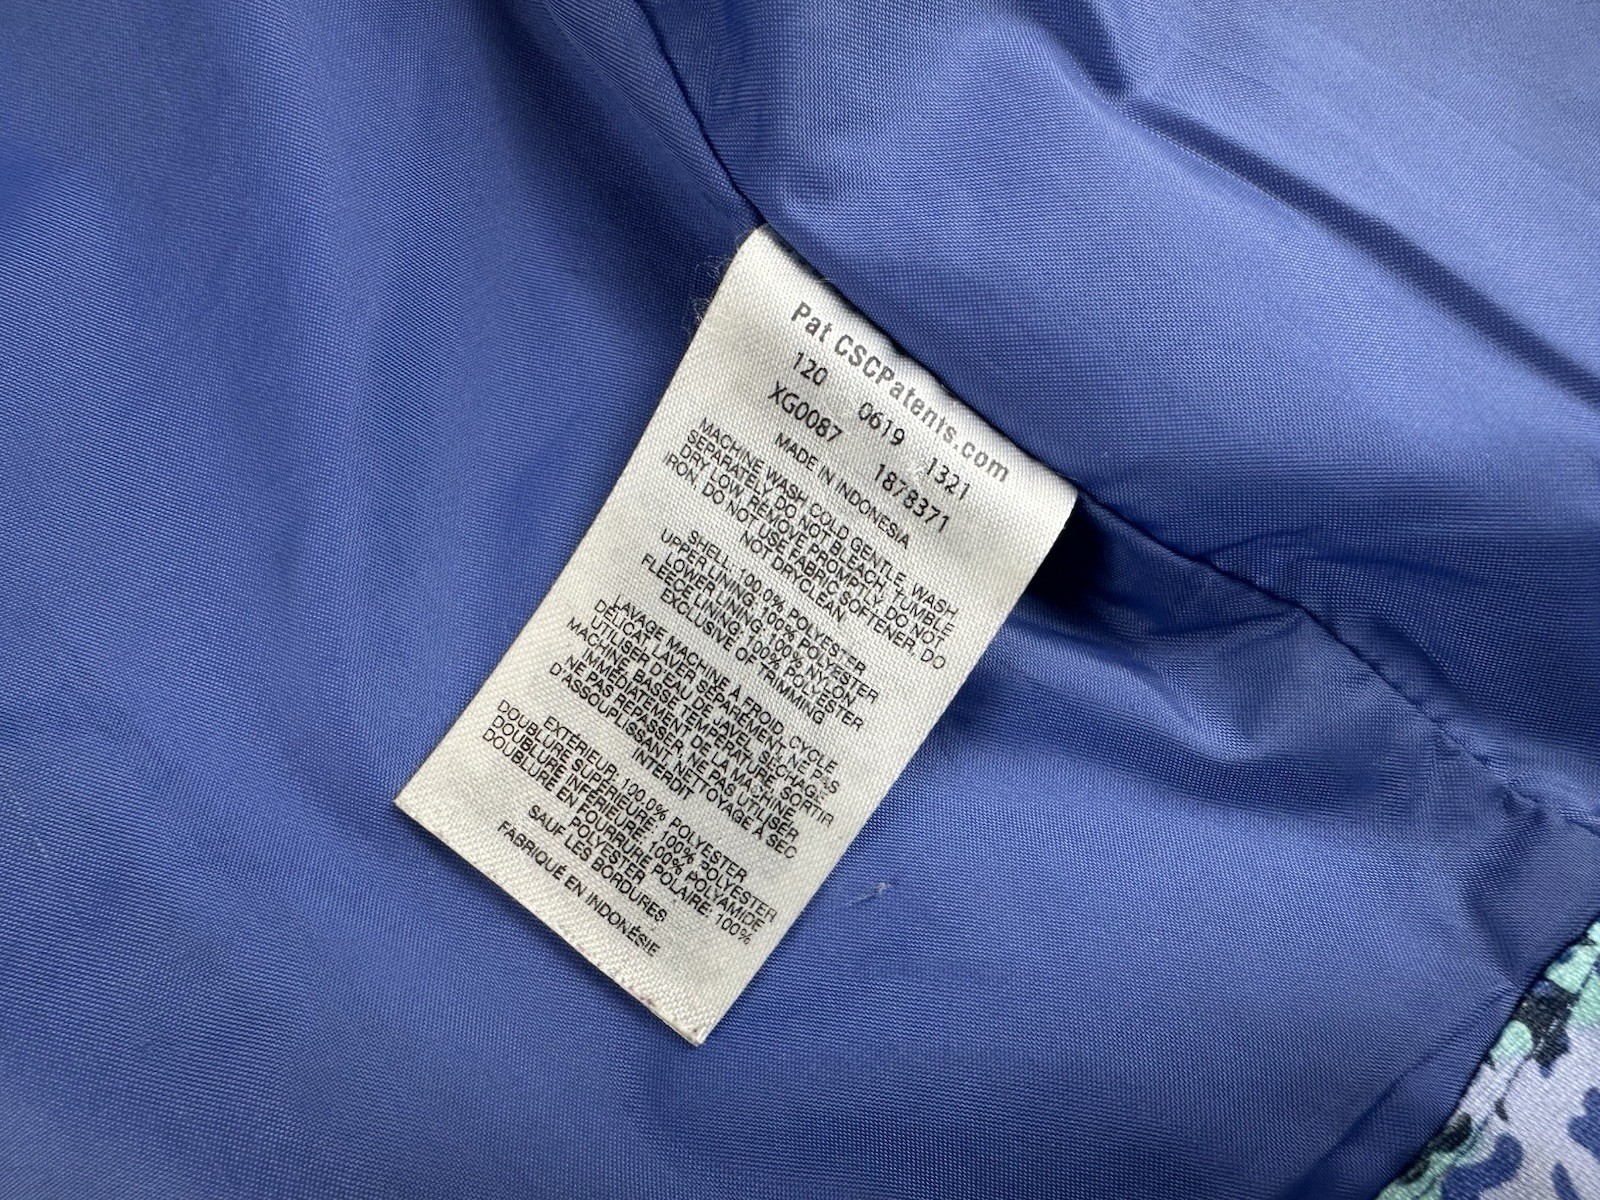 Pat CSCPatents.com
120 0619 1321
XG0087 1878371
MADE IN INDONESIA
MACHINE WASH COLD GENTLE, WASH
SEPARATELY, DO NOT BLEACH, TUMBLE
DRY LOW, REMOVE PROMPTLY, DO NOT
IRON, DO NOT USE FABRIC SOFTENER, DO
NOT DRYCLEAN
SHELL: 100.0% POLYESTER
UPPER LINING: 100% POLYESTER
LOWER LINING: 100% NYLON
FLEECE LINING: 100% POLYESTER
EXCLUSIVE OF TRIMMING
LAVAGE MACHINE À FROID, CYCLE
DÉLICAT LAVER SÉPARÉMENT, NE PAS
UTILISER D'EAU DE JAVEL, SÉCHAGE
MACHINE BASSE TEMPÉRATURE, SORTIR
IMMÉDIATEMENT DE LA MACHINE,
NE PAS REPASSER, NE PAS UTILISER
D'ASSOUPLISSANT, NETTOYAGE À SEC
INTERDIT
EXTÉRIEUR: 100.0% POLYESTER
DOUBLURE SUPÉRIEURE: 100% POLYESTER
DOUBLURE INFÉRIEURE: 100% POLYAMIDE
DOUBLURE EN FOURRURE POLAIRE: 100%
POLYESTER
SAUF LES BORDURES
FABRIQUÉ EN INDONÉSIE